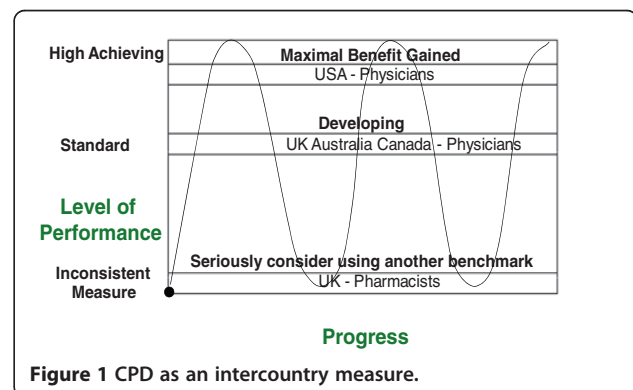 High Achieving
Maximal Benefit Gained
USA - Physicians
Developing
Standard
UK Australia Canada - Physicians
Level of
Performance
Seriously consider using another benchmark
Inconsistent
Measure
UK - Pharmacists
Progress
Figure 1 CPD as an intercountry measure.